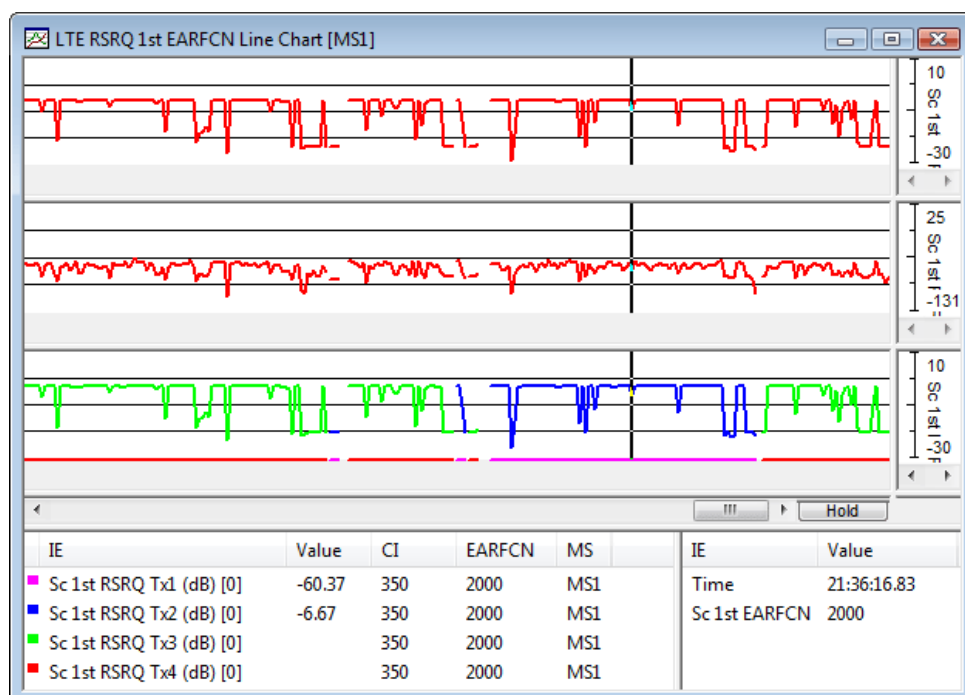 LTE RSRQ 1st EARFCN Line Chart [MS1]
10
Sc 1st
-30
25
Sc 1st
-131
10
Sc 1st
-30
Hold
IE Value CI EARFCN MS IE Value
Sc 1st RSRQ Tx1 (dB) [0] -60.37 350 2000 MS1 Time 21:36:16.83
Sc 1st RSRQ Tx2 (dB) [0] -6.67 350 2000 MS1 Sc 1st EARFCN 2000
Sc 1st RSRQ Tx3 (dB) [0] 350 2000 MS1
Sc 1st RSRQ Tx4 (dB) [0] 350 2000 MS1